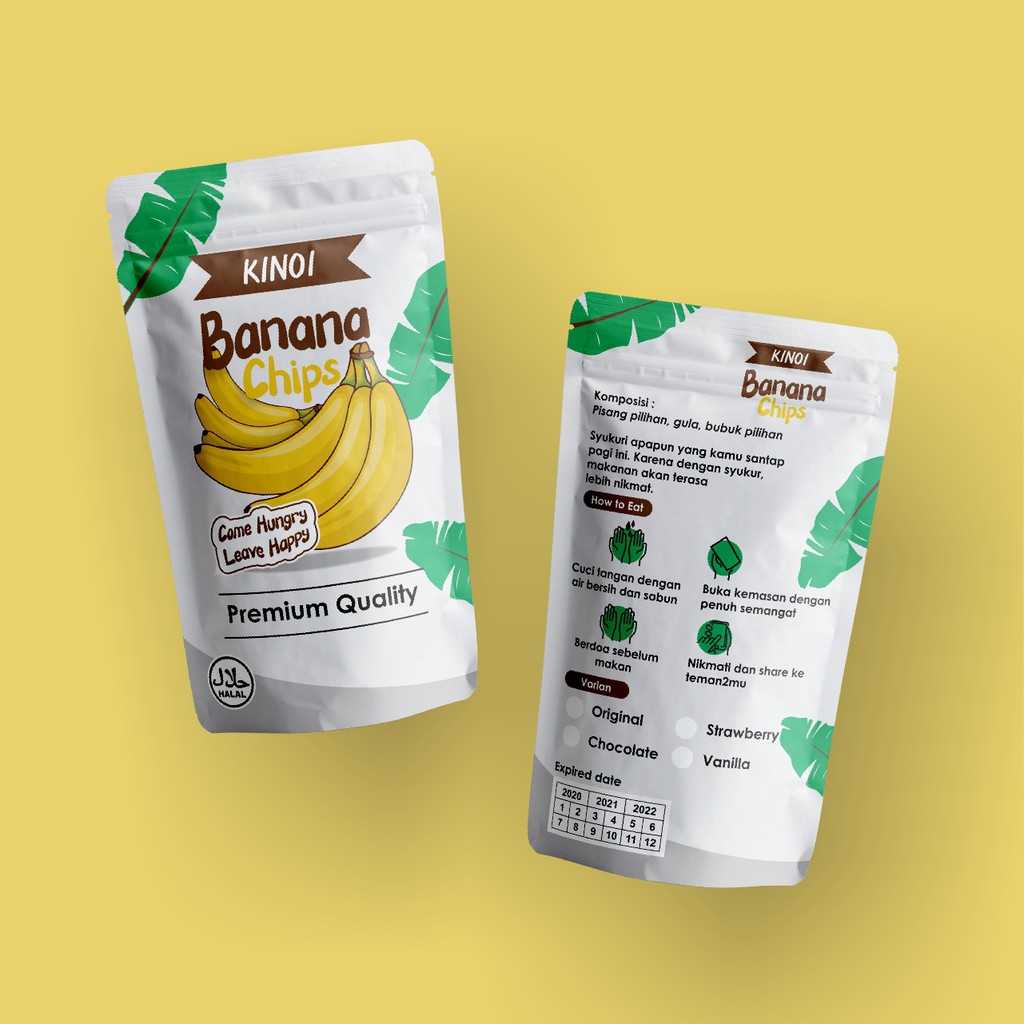 KINOI
Banana
Chips
Come Hungry
Leave Happy
Premium Quality
حلال
HALAL
KINOI
Banana
Chips
Komposisi :
Pisang pilihan, gula, bubuk pilihan
Syukuri apapun yang kamu santap
pagi ini. Karena dengan syukur,
makanan akan terasa
lebih nikmat.
How to Eat
Cuci tangan dengan
air bersih dan sabun
Buka kemasan dengan
penuh semangat
Berdoa sebelum
makan
Nikmati dan share ke
teman2mu
Varian
Original
Strawberry
Chocolate
Vanilla
Expired date
2020 2021 2022
1 2 3 4 5 6
7 8 9 10 11 12